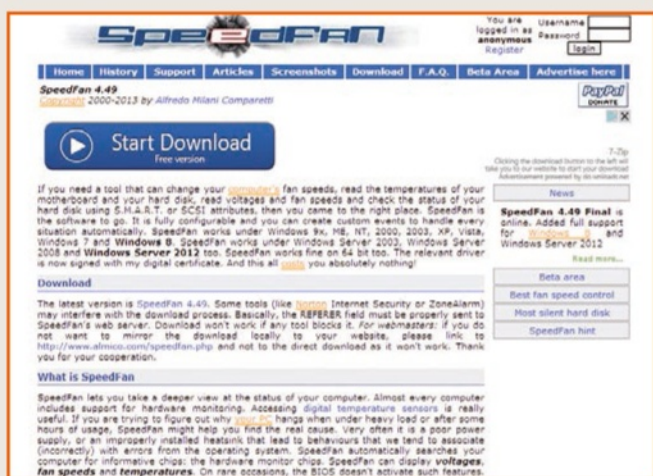 SpeedFan
You are
logged in as
anonymous
Register
Username
Password
login
Home History Support Articles Screenshots Download F.A.Q. Beta Area Advertise here
SpeedFan 4.49
Copyright 2000-2013 by Alfredo Milani Comparetti
PayPal
DONATE
Start Download
Free version
X
7-Zip
Clicking the download button to the left will
take you to our website to start your download
Advertisement powered by
If you need a tool that can change your computer's fan speeds, read the temperatures of your
motherboard and your hard disk, read voltages and fan speeds and check the status of your
hard disk using S.M.A.R.T. or SCSI attributes, then you came to the right place. SpeedFan is
the software to go. It is fully configurable and you can create custom events to handle every
situation automatically. SpeedFan works under Windows 9x, ME, NT, 2000, 2003, XP, Vista,
Windows 7 and Windows 8. SpeedFan works under Windows Server 2003, Windows Server
2008 and Windows Server 2012 too. SpeedFan works fine on 64 bit too. The relevant driver
is now signed with my digital certificate. And this all costs you absolutely nothing!
News
SpeedFan 4.49 Final is
online. Added full support
for Windows 8 and
Windows Server 2012
Read more...
Beta area
Best fan speed control
Most silent hard disk
SpeedFan hint
Download
The latest version is SpeedFan 4.49. Some tools (like Norton Internet Security or ZoneAlarm)
may interfere with the download process. Basically, the REFERER field must be properly sent to
SpeedFan's web server. Download won't work if any tool blocks it. For webmasters: if you do
not want to mirror the download locally to your website, please link to
http://www.almico.com/speedfan.php and not to the direct download as it won't work. Thank
you for your cooperation.
What is SpeedFan
SpeedFan lets you take a deeper view at the status of your computer. Almost every computer
includes support for hardware monitoring. Accessing digital temperature sensors is really
useful. If you are trying to figure out why your PC hangs when under heavy load or after some
hours of usage, SpeedFan might help you find the real cause. Very often it is a poor power
supply, or an improperly installed heatsink that lead to behaviours that we tend to associate
(incorrectly) with errors from the operating system. SpeedFan automatically searches your
computer for informative chips: the hardware monitor chips. SpeedFan can display voltages,
fan speeds and temperatures. On rare occasions, the BIOS doesn't activate such features